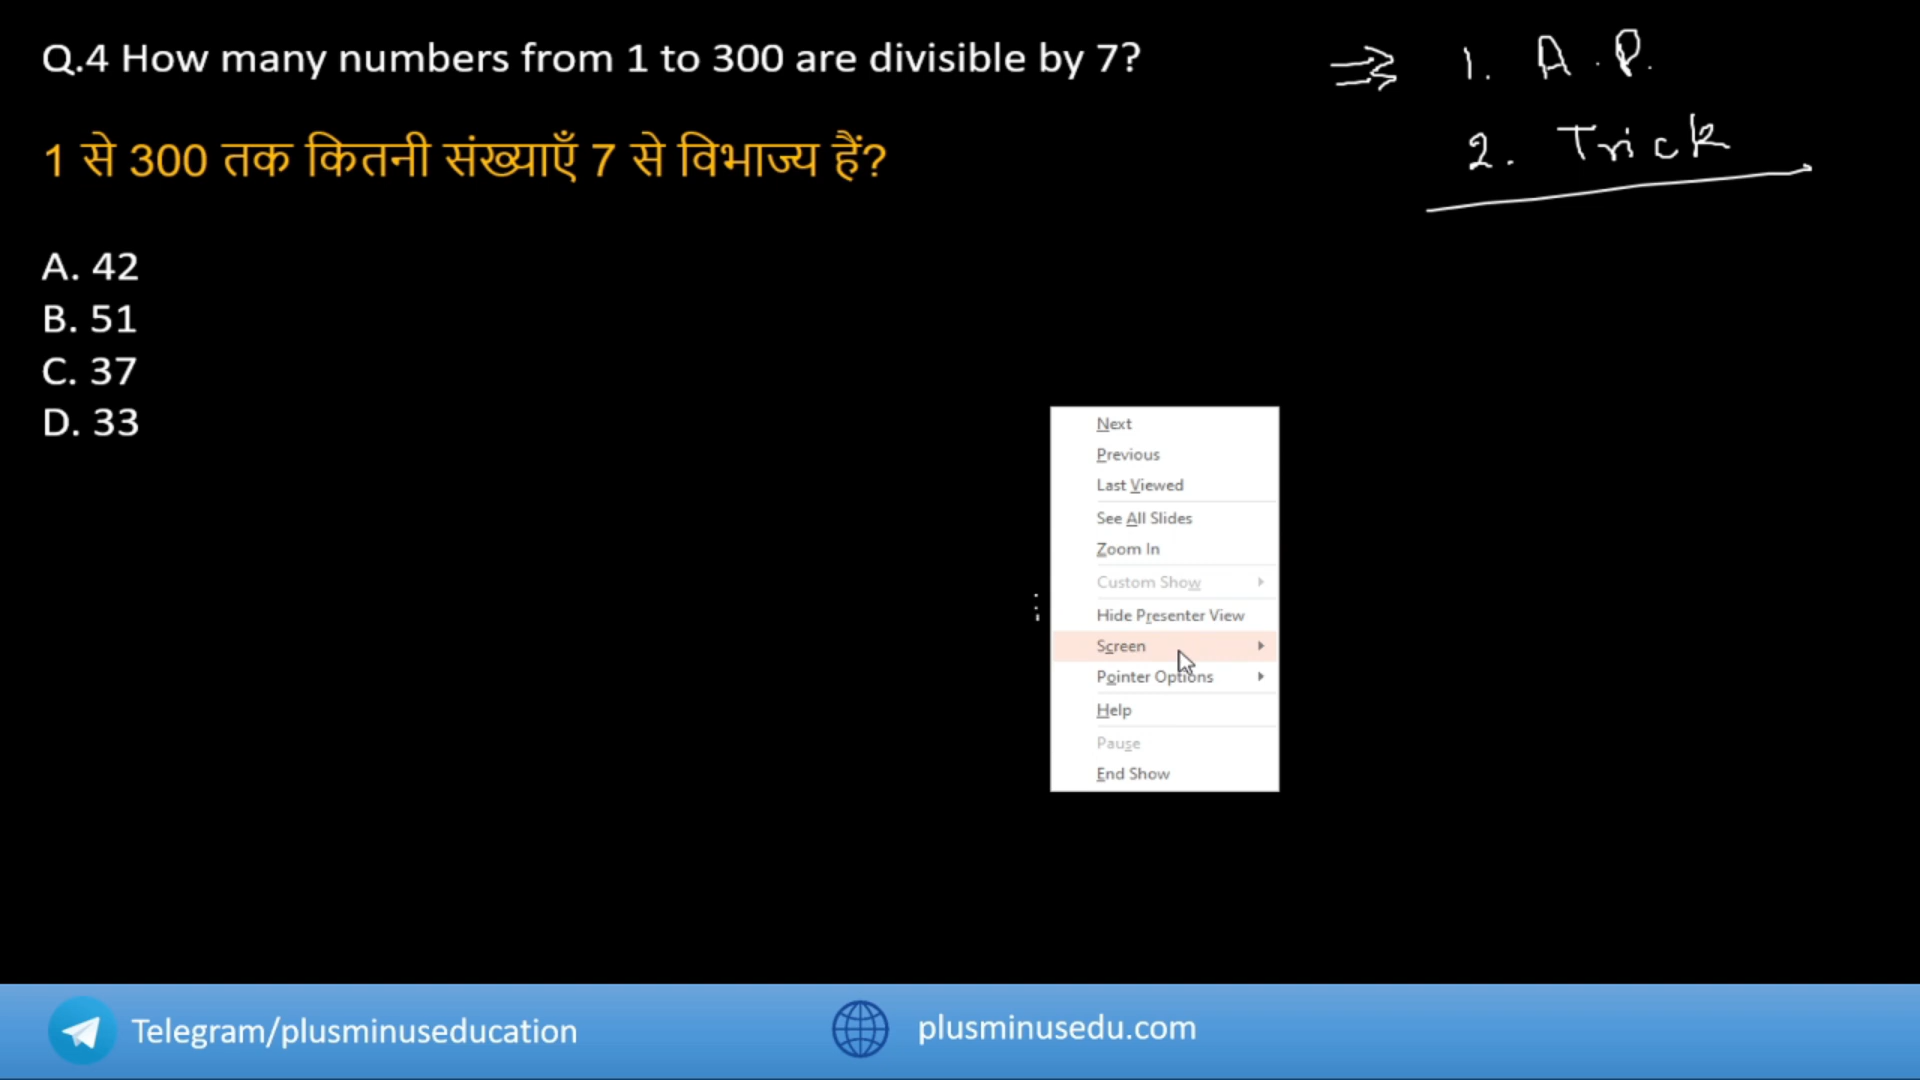 Q.4 How many numbers from 1 to 300 are divisible by 7?
1 से 300 तक कितनी संख्याएँ 7 से विभाज्य हैं?
A. 42
B. 51
C. 37
D. 33
1. A.P.
2. Trick
Next
Previous
Last Viewed
See All Slides
Zoom In
Custom Show
Hide Presenter View
Screen
Pointer Options
Help
Pause
End Show
Telegram/plusminuseducation
plusminusedu.com